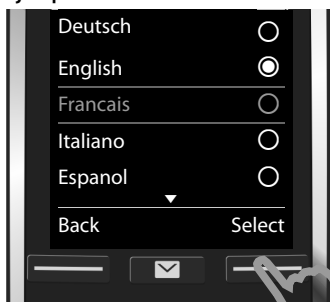 Deutsch
English
Francais
Italiano
Espanol
Back Select